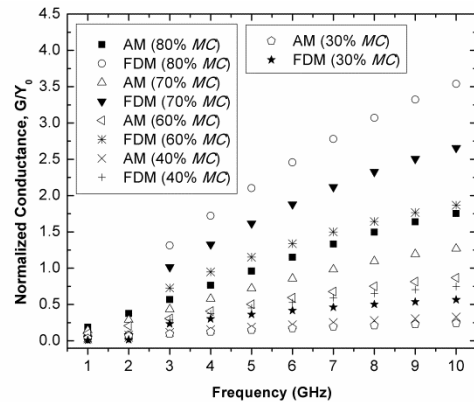 4.5
4.0
3.5
3.0
2.5
2.0
1.5
1.0
0.5
0.0
Normalized Conductance, G/Y0
AM (80% MC)
FDM (80% MC)
AM (70% MC)
FDM (70% MC)
AM (60% MC)
FDM (60% MC)
AM (40% MC)
FDM (40% MC)
AM (30% MC)
FDM (30% MC)
1 2 3 4 5 6 7 8 9 10
Frequency (GHz)